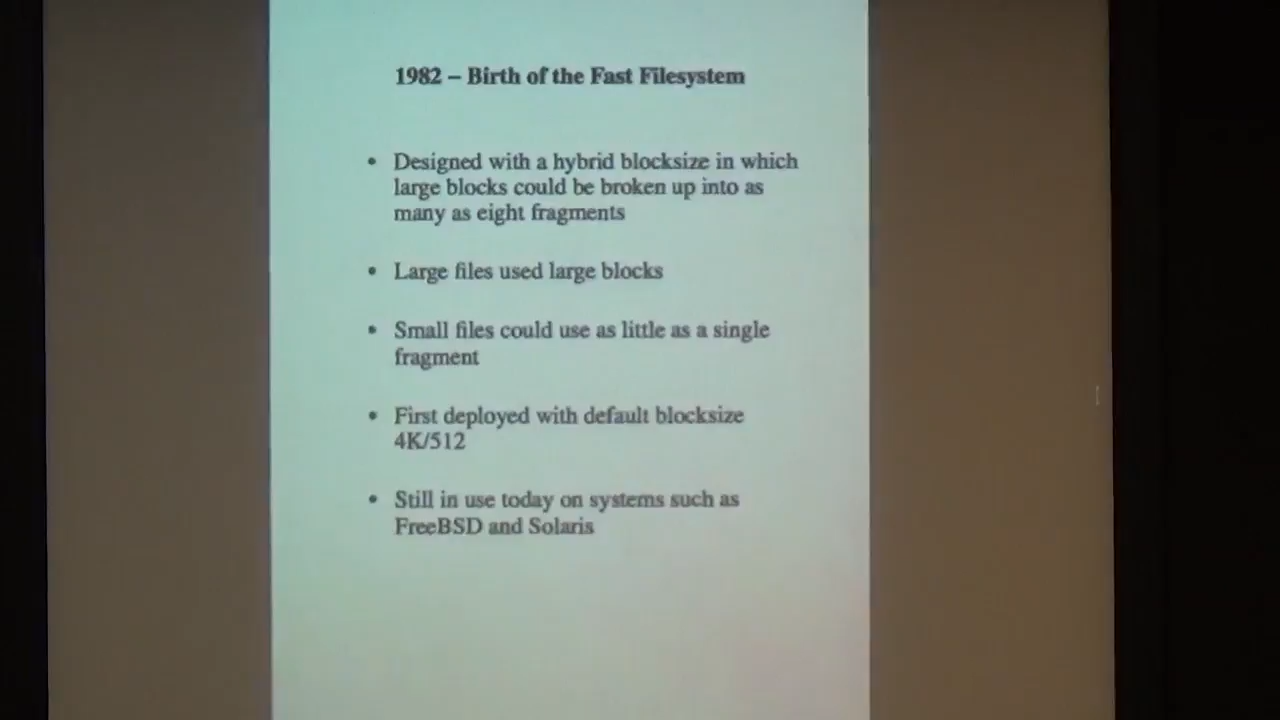 1982 – Birth of the Fast Filesystem
• Designed with a hybrid blocksize in which
large blocks could be broken up into as
many as eight fragments
• Large files used large blocks
• Small files could use as little as a single
fragment
• First deployed with default blocksize
4K/512
• Still in use today on systems such as
FreeBSD and Solaris